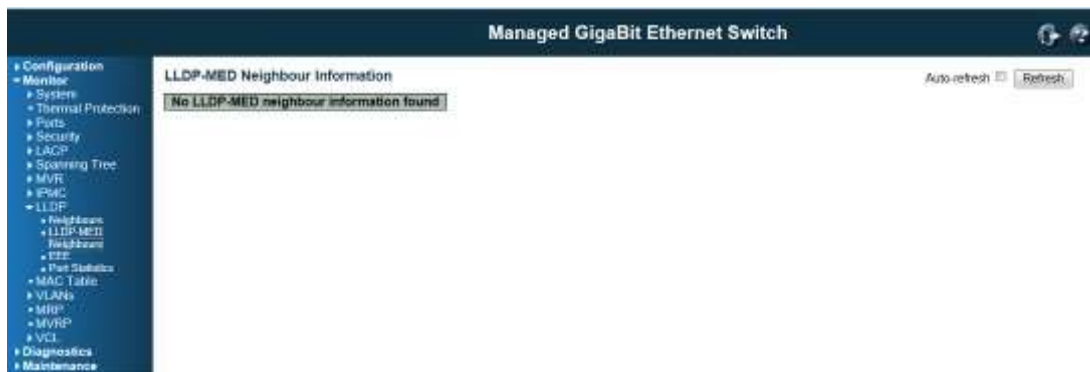 Managed GigaBit Ethernet Switch
Configuration
Monitor
System
Thermal Protection
Ports
Security
LACP
Spanning Tree
MVR
IPMC
LLDP
Neighbours
LLDP-MED
Neighbours
EEE
Port Statistics
MAC Table
VLANs
MRP
MVRP
VCL
Diagnostics
Maintenance
LLDP-MED Neighbour Information
Auto-refresh
Refresh
No LLDP-MED neighbour information found